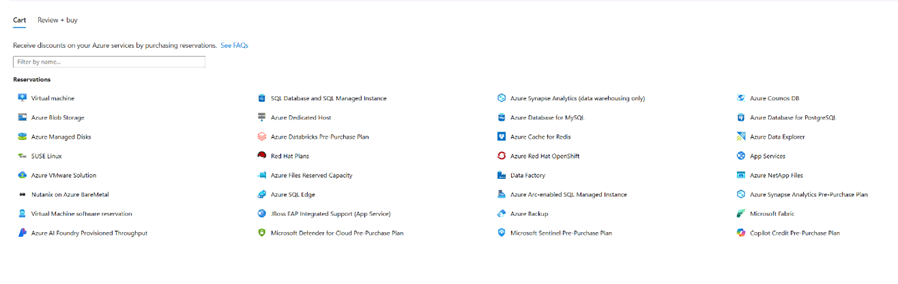 Cart Review + buy
Receive discounts on your Azure services by purchasing reservations. See FAQs
Filter by name...
Reservations
Virtual machine SQL Database and SQL Managed Instance Azure Synapse Analytics (data warehousing only) Azure Cosmos DB
Azure Blob Storage Azure Dedicated Host Azure Database for MySQL Azure Database for PostgreSQL
Azure Managed Disks Azure Databricks Pre-Purchase Plan Azure Cache for Redis Azure Data Explorer
SUSE Linux Red Hat Plans Azure Red Hat OpenShift App Services
Azure VMware Solution Azure Files Reserved Capacity Data Factory Azure NetApp Files
Nutanix on Azure BareMetal Azure SQL Edge Azure Arc-enabled SQL Managed Instance Azure Synapse Analytics Pre-Purchase Plan
Virtual Machine software reservation JBoss EAP Integrated Support (App Service) Azure Backup Microsoft Fabric
Azure AI Foundry Provisioned Throughput Microsoft Defender for Cloud Pre-Purchase Plan Microsoft Sentinel Pre-Purchase Plan Copilot Credit Pre-Purchase Plan